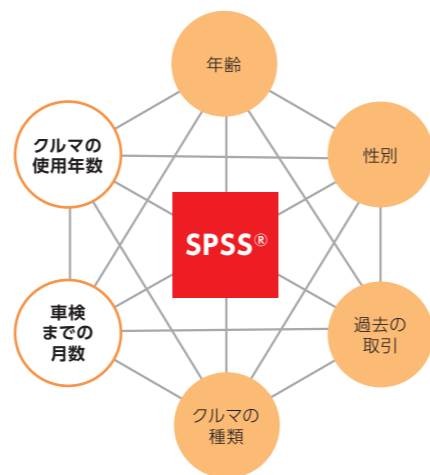 年齢
クルマの
使用年数
性別
SPSS®
車検
までの
月数
過去の
取引
クルマの
種類